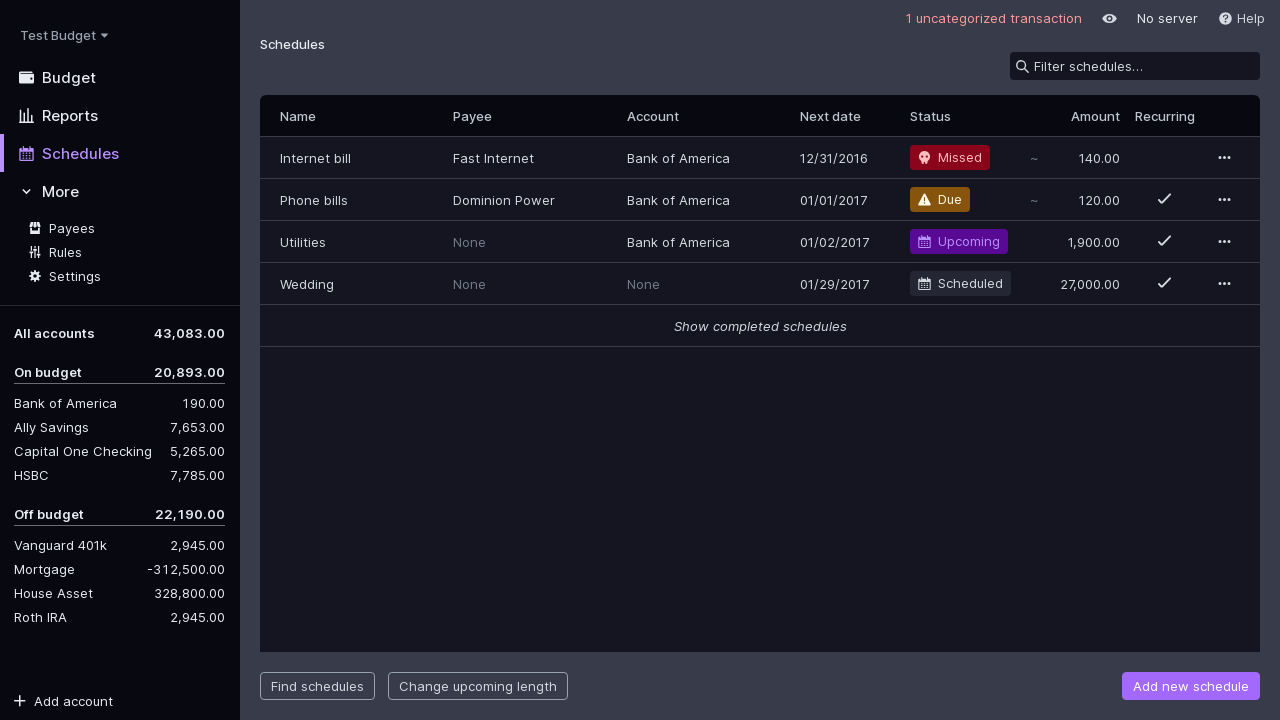 Test Budget
Budget
Reports
Schedules
More
Payees
Rules
Settings
All accounts 43,083.00
On budget 20,893.00
Bank of America 190.00
Ally Savings 7,653.00
Capital One Checking 5,265.00
HSBC 7,785.00
Off budget 22,190.00
Vanguard 401k 2,945.00
Mortgage -312,500.00
House Asset 328,800.00
Roth IRA 2,945.00
Add account
1 uncategorized transaction No server Help
Schedules
Filter schedules...
Name Payee Account Next date Status Amount Recurring
Internet bill Fast Internet Bank of America 12/31/2016 Missed ~ 140.00
Phone bills Dominion Power 01/01/2017 Due ~ 120.00
Utilities None Bank of America 01/02/2017 Upcoming 1,900.00
Wedding None None 01/29/2017 Scheduled 27,000.00
Show completed schedules
Find schedules Change upcoming length Add new schedule